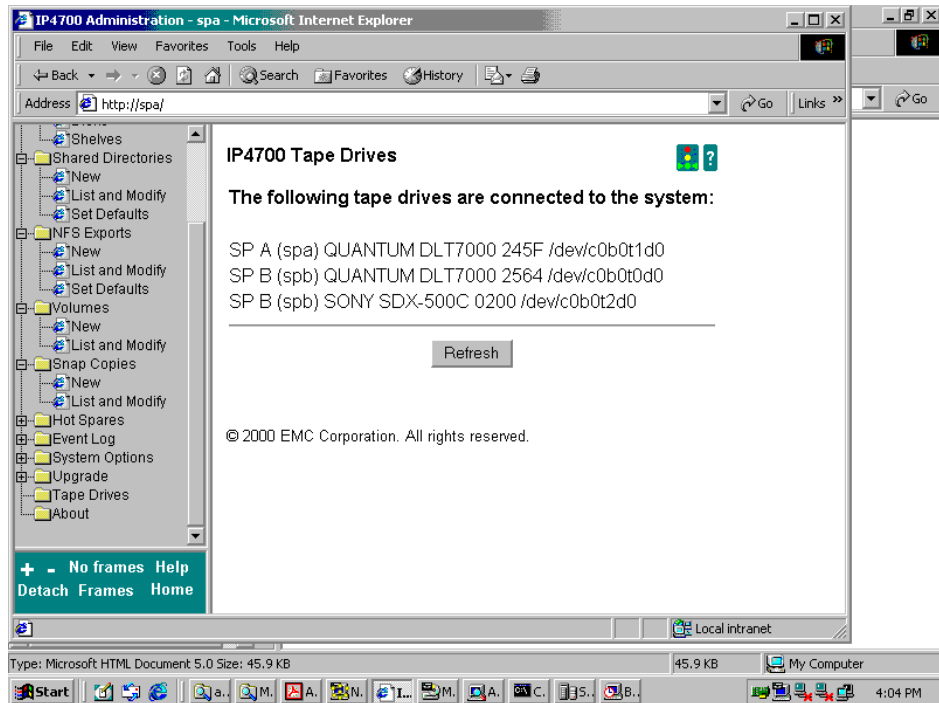 IP4700 Administration - spa - Microsoft Internet Explorer
File Edit View Favorites Tools Help
Back Search Favorites History
Address http://spa/ Go Links »
Go
Shelves
Shared Directories
New
List and Modify
Set Defaults
NFS Exports
New
List and Modify
Set Defaults
Volumes
New
List and Modify
Snap Copies
New
List and Modify
Hot Spares
Event Log
System Options
Upgrade
Tape Drives
About
+ - No frames Help
Detach Frames Home
IP4700 Tape Drives
?
The following tape drives are connected to the system:
SP A (spa) QUANTUM DLT7000 245F /dev/c0b0t1d0
SP B (spb) QUANTUM DLT7000 2564 /dev/c0b0t0d0
SP B (spb) SONY SDX-500C 0200 /dev/c0b0t2d0
Refresh
© 2000 EMC Corporation. All rights reserved.
Local intranet
Type: Microsoft HTML Document 5.0 Size: 45.9 KB 45.9 KB My Computer
Start a.. M. A. N. I... M. A. C. S.. B.. 4:04 PM